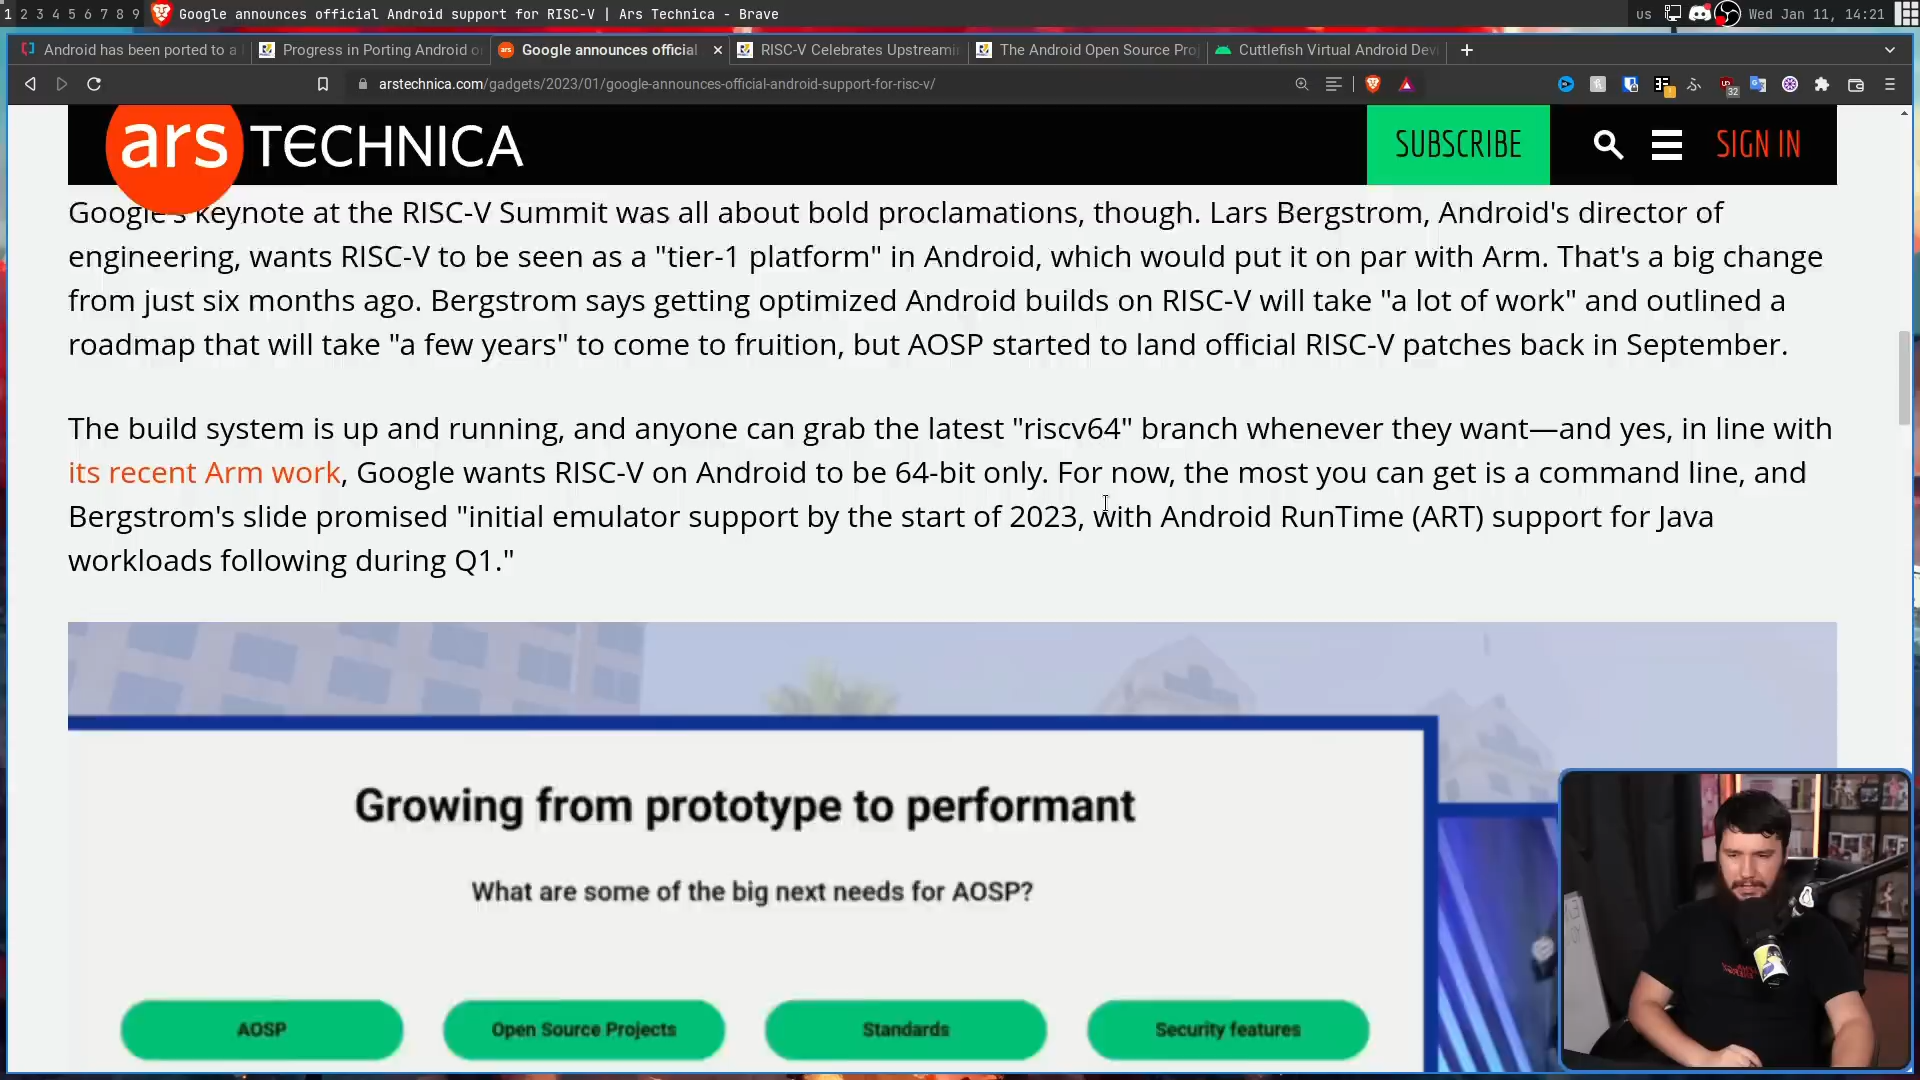 1 2 3 4 5 6 7 8 9 Google announces official Android support for RISC-V | Ars Technica - Brave us Wed Jan 11, 14:21
Android has been ported to a Progress in Porting Android o Google announces official RISC-V Celebrates Upstreami The Android Open Source Proj Cuttlefish Virtual Android Devi
arstechnica.com/gadgets/2023/01/google-announces-official-android-support-for-risc-v/
32
ars TECHNICA SUBSCRIBE SIGN IN
Google's keynote at the RISC-V Summit was all about bold proclamations, though. Lars Bergstrom, Android's director of
engineering, wants RISC-V to be seen as a "tier-1 platform" in Android, which would put it on par with Arm. That's a big change
from just six months ago. Bergstrom says getting optimized Android builds on RISC-V will take "a lot of work" and outlined a
roadmap that will take "a few years" to come to fruition, but AOSP started to land official RISC-V patches back in September.
The build system is up and running, and anyone can grab the latest "riscv64" branch whenever they want—and yes, in line with
its recent Arm work, Google wants RISC-V on Android to be 64-bit only. For now, the most you can get is a command line, and
Bergstrom's slide promised "initial emulator support by the start of 2023, with Android RunTime (ART) support for Java
workloads following during Q1."
Growing from prototype to performant
What are some of the big next needs for AOSP?
AOSP Open Source Projects Standards Security features